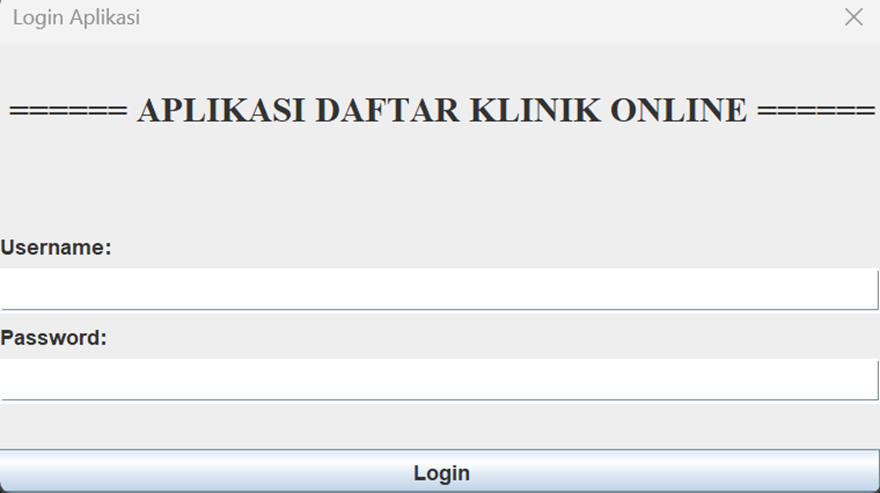 Login Aplikasi
====== APLIKASI DAFTAR KLINIK ONLINE ======
Username:
Password:
Login